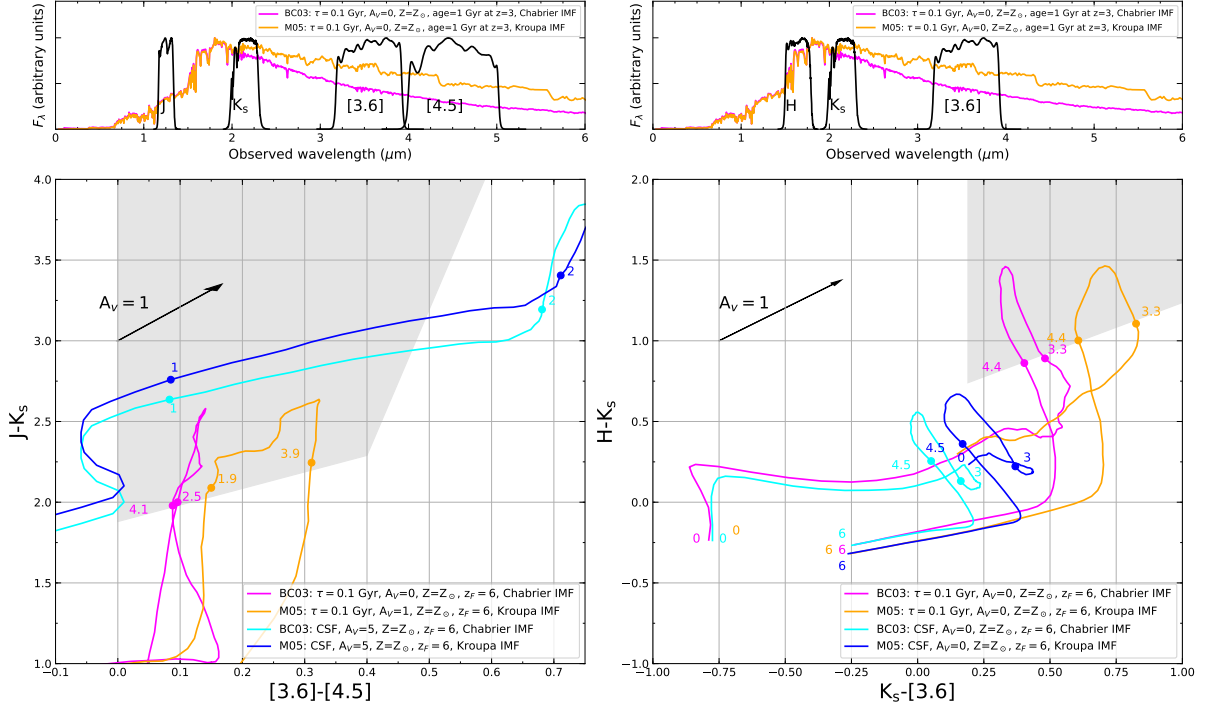 BC03: τ = 0.1 Gyr, A_V=0, Z=Z⊙, age=1 Gyr at z=3, Chabrier IMF
M05: τ = 0.1 Gyr, A_V=0, Z=Z⊙, age=1 Gyr at z=3, Kroupa IMF
F_λ (arbitrary units)
J
K_s
[3.6]
[4.5]
0 1 2 3 4 5 6
Observed wavelength (μm)
BC03: τ = 0.1 Gyr, A_V=0, Z=Z⊙, age=1 Gyr at z=3, Chabrier IMF
M05: τ = 0.1 Gyr, A_V=0, Z=Z⊙, age=1 Gyr at z=3, Kroupa IMF
F_λ (arbitrary units)
H
K_s
[3.6]
0 1 2 3 4 5 6
Observed wavelength (μm)
4.0
3.5
3.0
2.5
2.0
1.5
1.0
J-K_s
A_v = 1
2
2
1
1
1.9
3.9
2.5
4.1
BC03: τ = 0.1 Gyr, A_V=0, Z=Z⊙, z_F = 6, Chabrier IMF
M05: τ = 0.1 Gyr, A_V=1, Z=Z⊙, z_F = 6, Kroupa IMF
BC03: CSF, A_V=5, Z=Z⊙, z_F = 6, Chabrier IMF
M05: CSF, A_V=5, Z=Z⊙, z_F = 6, Kroupa IMF
−0.1 0.0 0.1 0.2 0.3 0.4 0.5 0.6 0.7
[3.6]-[4.5]
2.0
1.5
1.0
0.5
0.0
−0.5
−1.0
H-K_s
A_v = 1
3.3
4.4
3.3
4.4
4.5
0
3
4.5
3
0
0
0
6
6
6
6
BC03: τ = 0.1 Gyr, A_V=0, Z=Z⊙, z_F = 6, Chabrier IMF
M05: τ = 0.1 Gyr, A_V=0, Z=Z⊙, z_F = 6, Kroupa IMF
BC03: CSF, A_V=0, Z=Z⊙, z_F = 6, Chabrier IMF
M05: CSF, A_V=0, Z=Z⊙, z_F = 6, Kroupa IMF
−1.00 −0.75 −0.50 −0.25 0.00 0.25 0.50 0.75 1.00
K_s-[3.6]